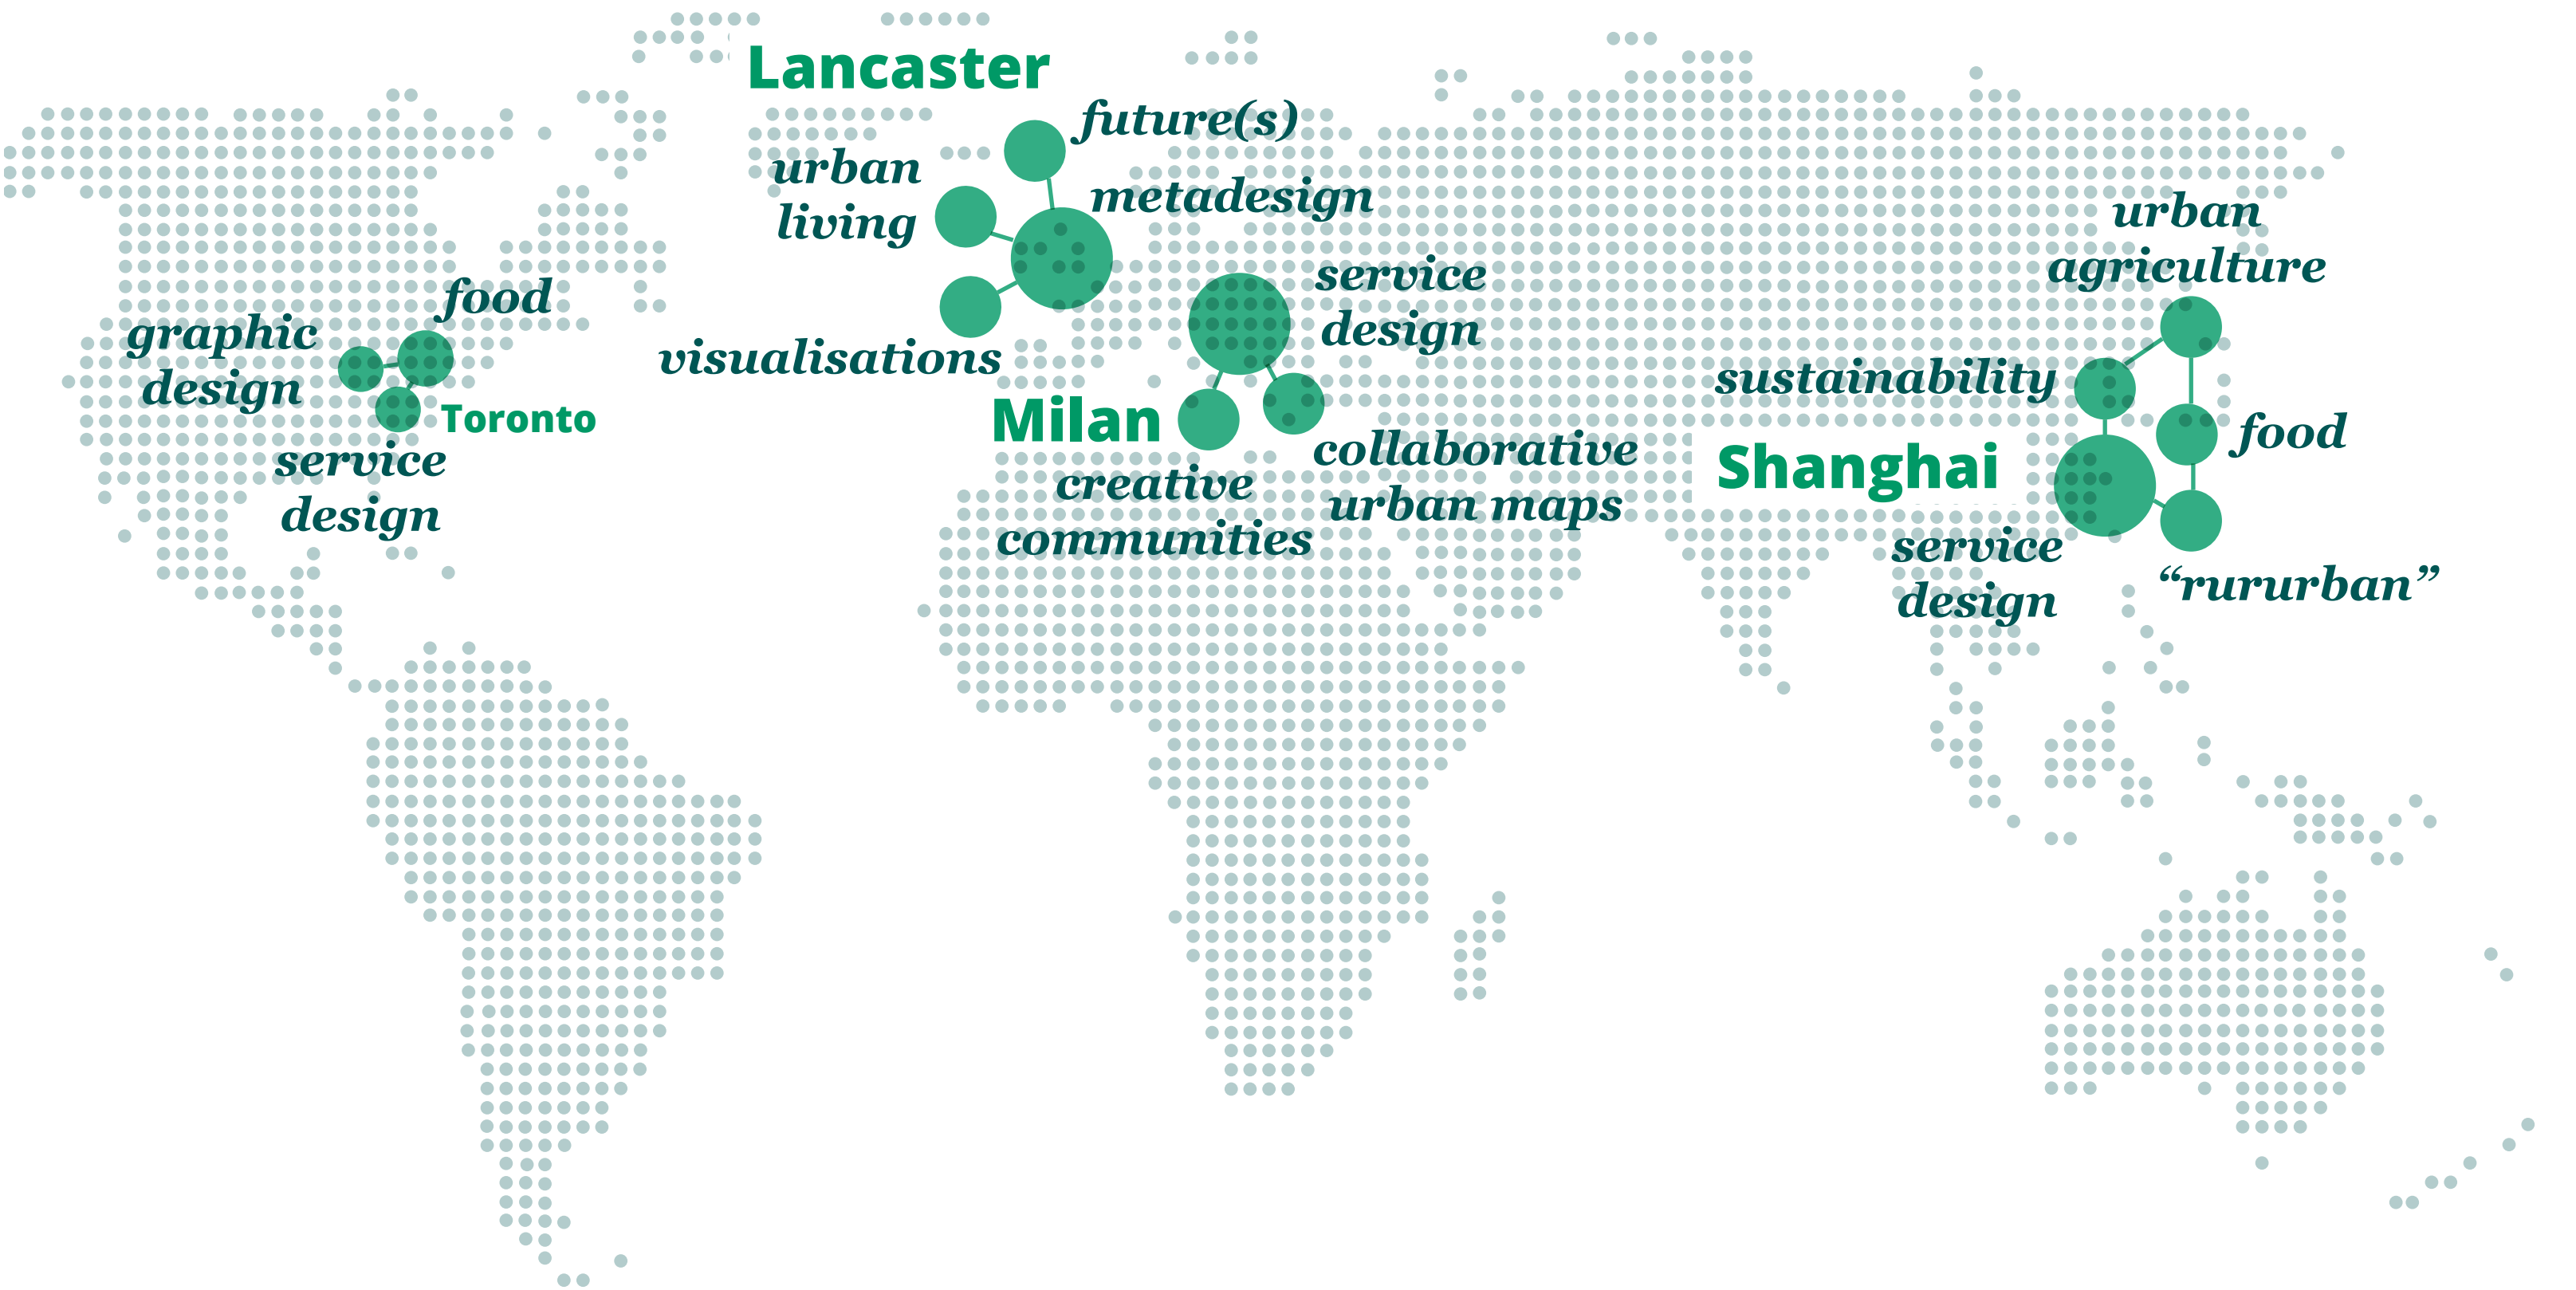 Lancaster
future(s)
urban
living
metadesign
visualisations
food
graphic
design
Toronto
service
design
service
design
Milan
creative
communities
collaborative
urban maps
urban
agriculture
sustainability
food
Shanghai
service
design
“rururban”